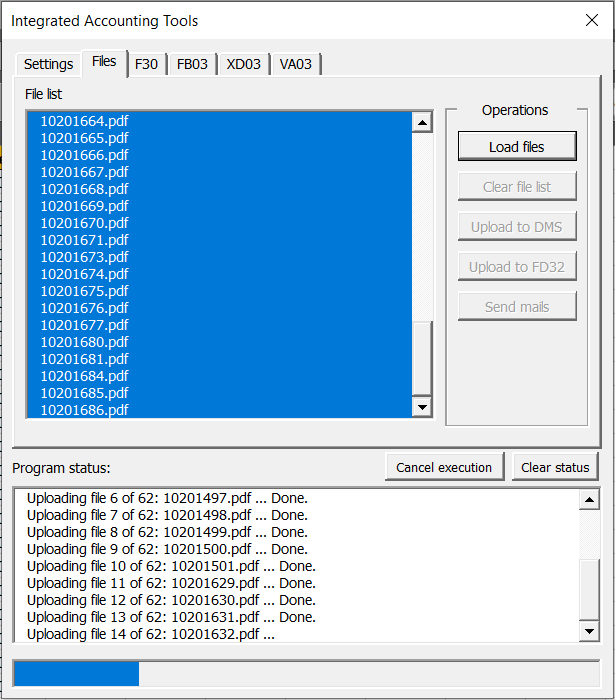 Integrated Accounting Tools
Settings Files F30 FB03 XD03 VA03
File list
10201664.pdf
10201665.pdf
10201666.pdf
10201667.pdf
10201668.pdf
10201669.pdf
10201670.pdf
10201671.pdf
10201673.pdf
10201674.pdf
10201675.pdf
10201676.pdf
10201677.pdf
10201680.pdf
10201681.pdf
10201684.pdf
10201685.pdf
10201686.pdf
Operations
Load files
Clear file list
Upload to DMS
Upload to FD32
Send mails
Program status:
Cancel execution
Clear status
Uploading file 6 of 62: 10201497.pdf ... Done.
Uploading file 7 of 62: 10201498.pdf ... Done.
Uploading file 8 of 62: 10201499.pdf ... Done.
Uploading file 9 of 62: 10201500.pdf ... Done.
Uploading file 10 of 62: 10201501.pdf ... Done.
Uploading file 11 of 62: 10201629.pdf ... Done.
Uploading file 12 of 62: 10201630.pdf ... Done.
Uploading file 13 of 62: 10201631.pdf ... Done.
Uploading file 14 of 62: 10201632.pdf ...